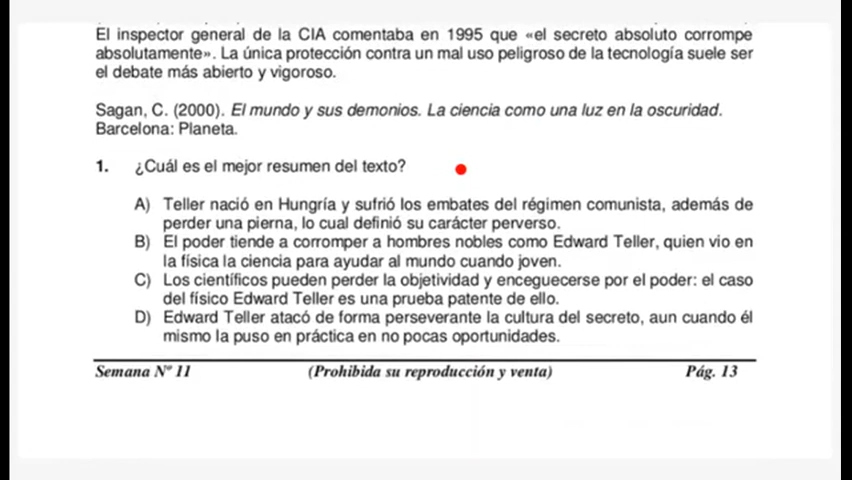 El inspector general de la CIA comentaba en 1995 que «el secreto absoluto corrompe
absolutamente». La única protección contra un mal uso peligroso de la tecnología suele ser
el debate más abierto y vigoroso.
Sagan, C. (2000). El mundo y sus demonios. La ciencia como una luz en la oscuridad.
Barcelona: Planeta.
1. ¿Cuál es el mejor resumen del texto?
A) Teller nació en Hungría y sufrió los embates del régimen comunista, además de
perder una pierna, lo cual definió su carácter perverso.
B) El poder tiende a corromper a hombres nobles como Edward Teller, quien vio en
la física la ciencia para ayudar al mundo cuando joven.
C) Los científicos pueden perder la objetividad y enceguecerse por el poder: el caso
del físico Edward Teller es una prueba patente de ello.
D) Edward Teller atacó de forma perseverante la cultura del secreto, aun cuando él
mismo la puso en práctica en no pocas oportunidades.
Semana Nº 11 (Prohibida su reproducción y venta) Pág. 13